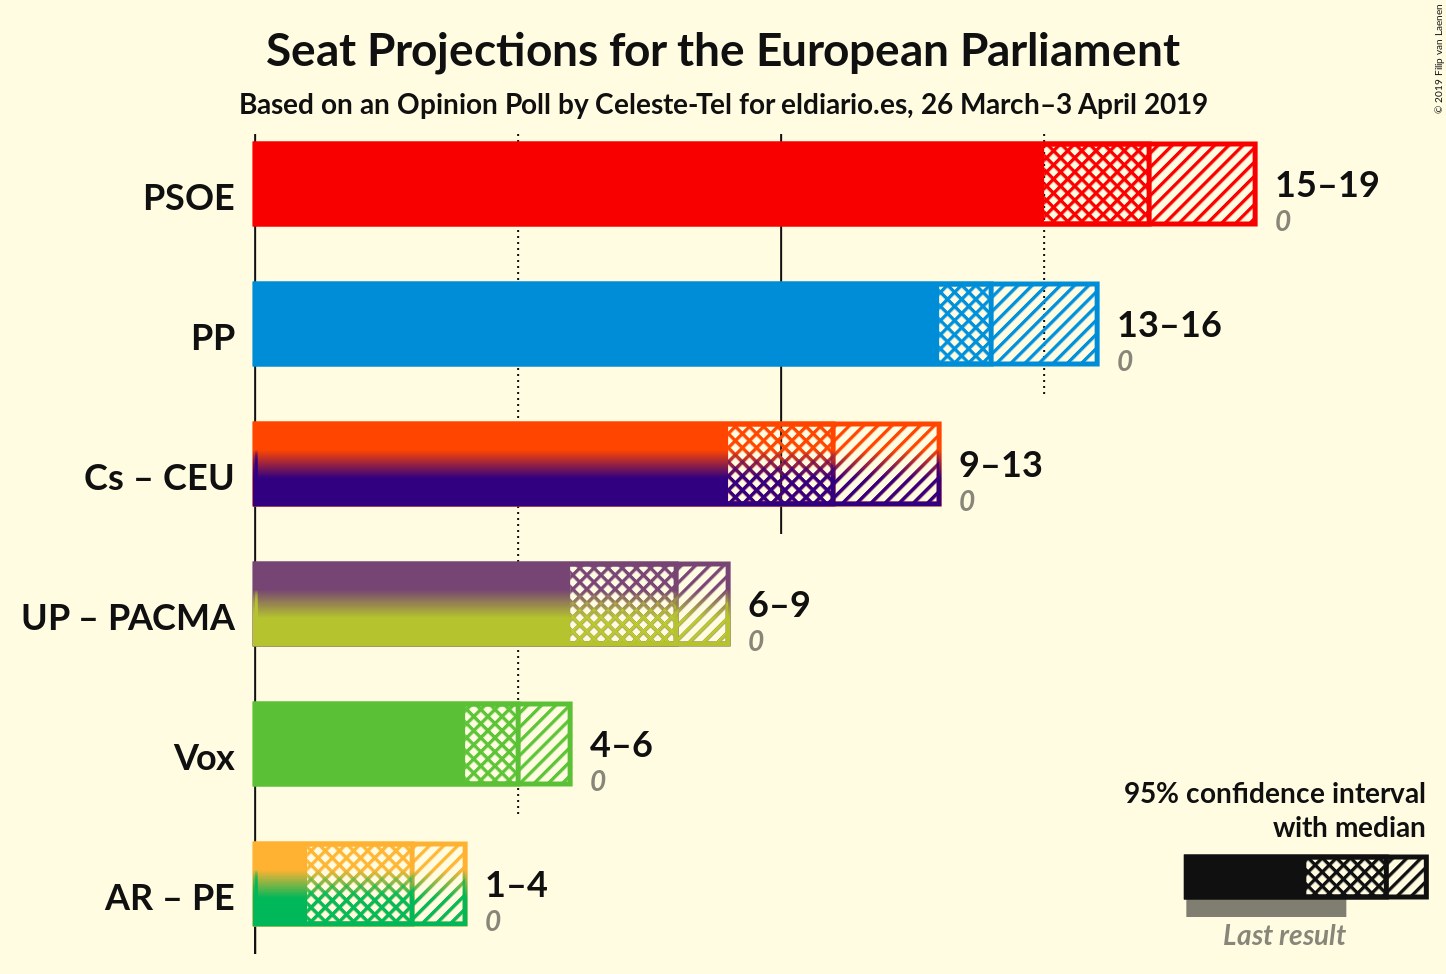 Seat Projections for the European Parliament
Based on an Opinion Poll by Celeste-Tel for eldiario.es, 26 March–3 April 2019
© 2019 Filip van Laenen
PSOE
15–19
0
PP
13–16
0
Cs – CEU
9–13
0
UP – PACMA
6–9
0
Vox
4–6
0
AR – PE
1–4
0
95% confidence interval
with median
Last result